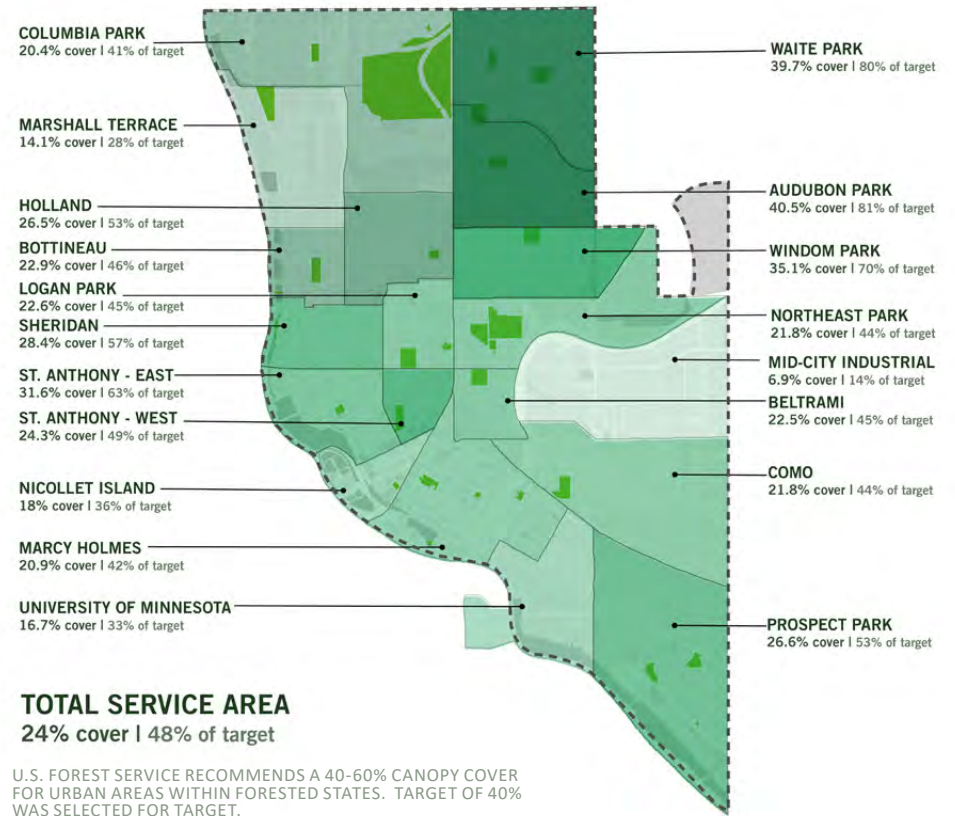 COLUMBIA PARK
20.4% cover I 41% of target
MARSHALL TERRACE
14.1% cover I 28% of target
HOLLAND
26.5% cover I 53% of target
BOTTINEAU
22.9% cover I 46% of target
LOGAN PARK
22.6% cover I 45% of target
SHERIDAN
28.4% cover I 57% of target
ST. ANTHONY - EAST
31.6% cover I 63% of target
ST. ANTHONY - WEST
24.3% cover I 49% of target
NICOLLET ISLAND
18% cover I 36% of target
MARCY HOLMES
20.9% cover I 42% of target
UNIVERSITY OF MINNESOTA
16.7% cover I 33% of target
WAITE PARK
39.7% cover I 80% of target
AUDUBON PARK
40.5% cover I 81% of target
WINDOM PARK
35.1% cover I 70% of target
NORTHEAST PARK
21.8% cover I 44% of target
MID-CITY INDUSTRIAL
6.9% cover I 14% of target
BELTRAMI
22.5% cover I 45% of target
COMO
21.8% cover I 44% of target
PROSPECT PARK
26.6% cover I 53% of target
TOTAL SERVICE AREA
24% cover I 48% of target
U.S. FOREST SERVICE RECOMMENDS A 40-60% CANOPY COVER
FOR URBAN AREAS WITHIN FORESTED STATES. TARGET OF 40%
WAS SELECTED FOR TARGET.